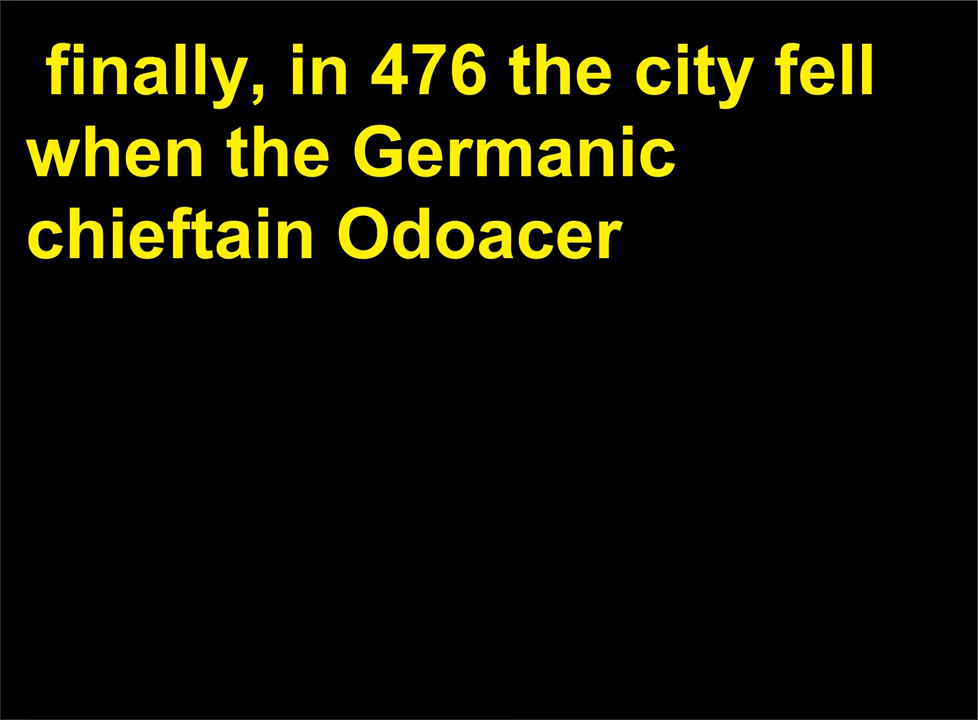 finally, in 476 the city fell
when the Germanic
chieftain Odoacer